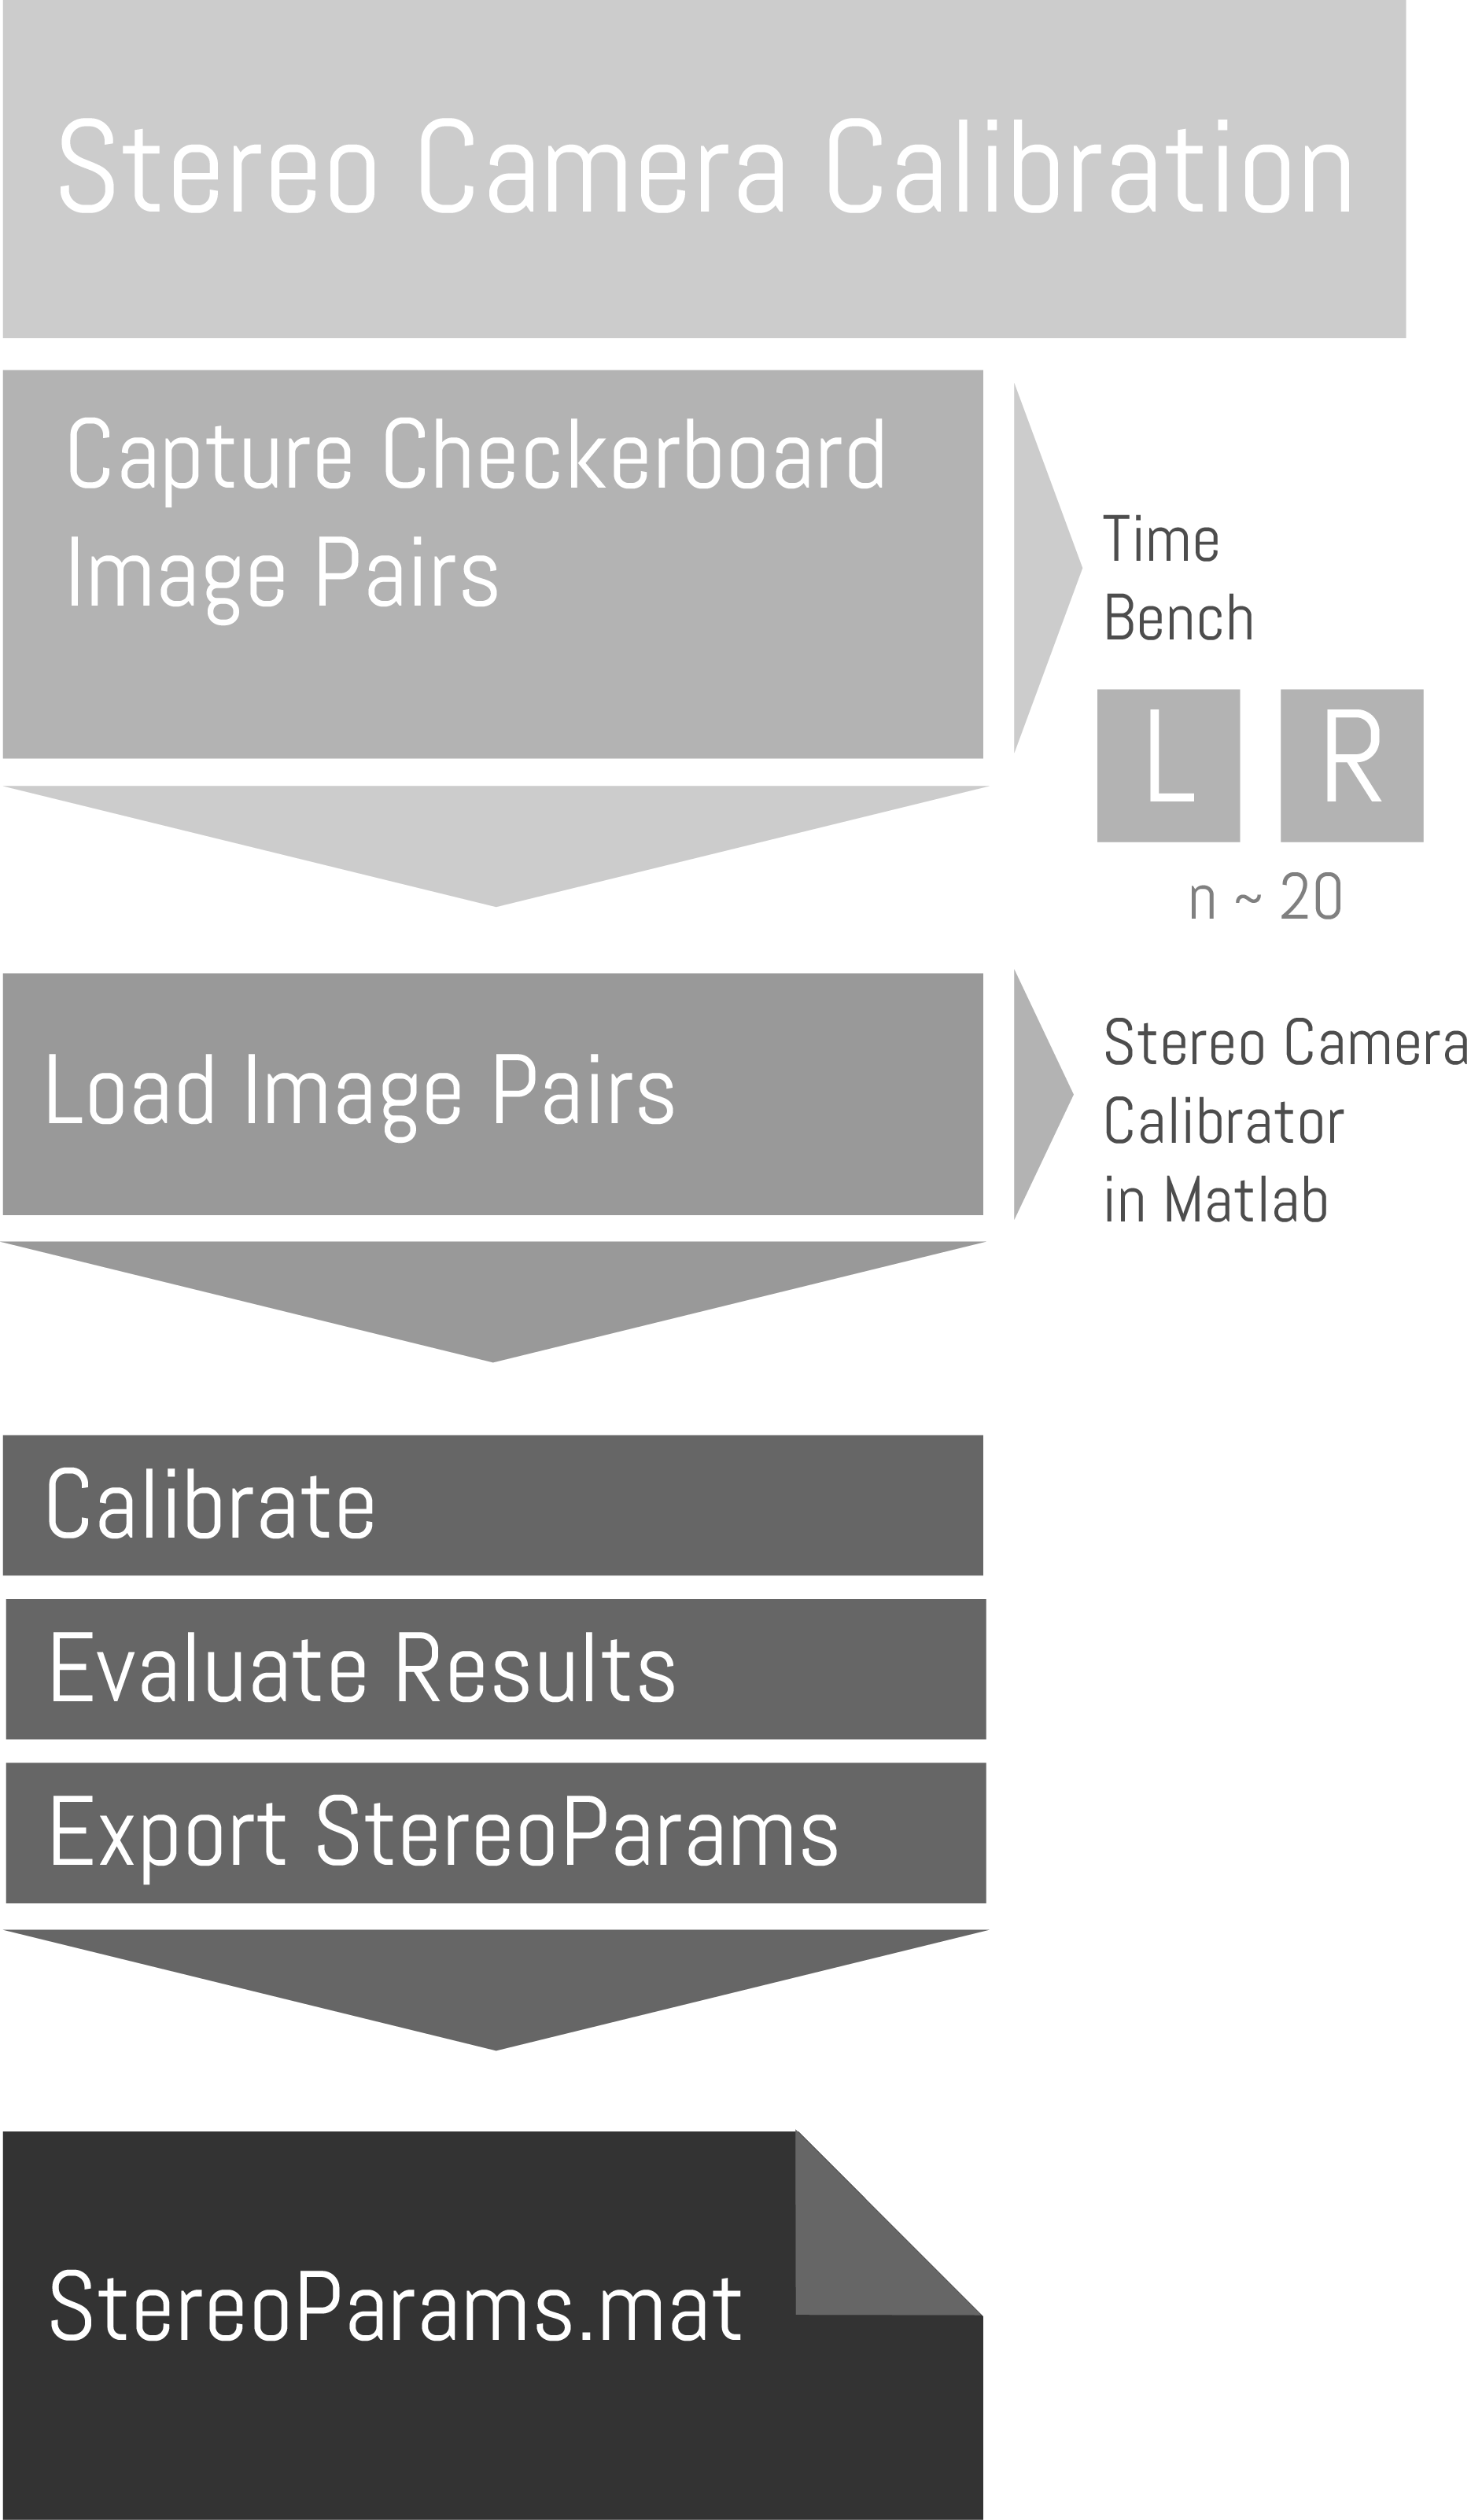 Stereo Camera Calibration
Capture Checkerboard
Image Pairs
Time
Bench
L R
n ~ 20
Load Image Pairs
Stereo Camera
Calibrator
in Matlab
Calibrate
Evaluate Results
Export StereoParams
StereoParams.mat